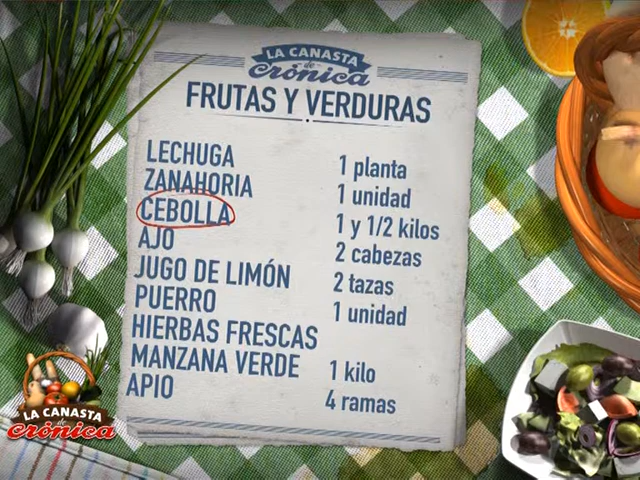 LA CANASTA
de
crónica
FRUTAS Y VERDURAS
LECHUGA 1 planta
ZANAHORIA 1 unidad
CEBOLLA 1 y 1/2 kilos
AJO 2 cabezas
JUGO DE LIMÓN 2 tazas
PUERRO 1 unidad
HIERBAS FRESCAS
MANZANA VERDE 1 kilo
APIO 4 ramas
LA CANASTA
de
crónica